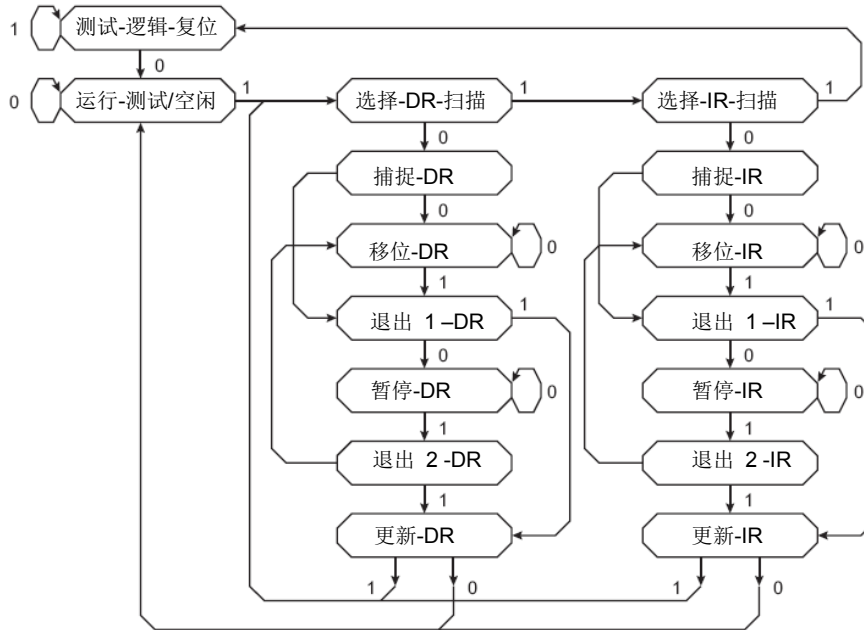 1
测试-逻辑-复位
0
0
运行-测试/空闲
1
选择-DR-扫描
1
选择-IR-扫描
1
0
0
捕捉-DR
捕捉-IR
0
0
移位-DR
0
移位-IR
0
1
1
退出 1–DR
1
退出 1–IR
1
0
0
暂停-DR
0
暂停-IR
0
1
1
退出 2-DR
退出 2-IR
1
1
更新-DR
更新-IR
1
0
1
0